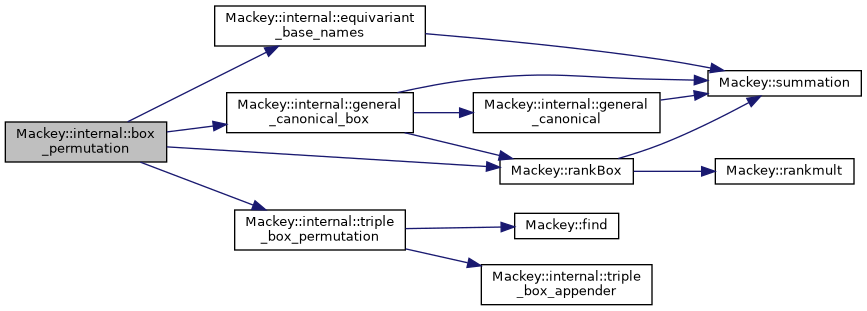 Mackey::internal::box
_permutation
Mackey::internal::equivariant
_base_names
Mackey::internal::general
_canonical_box
Mackey::internal::general
_canonical
Mackey::summation
Mackey::rankBox
Mackey::rankmult
Mackey::internal::triple
_box_permutation
Mackey::find
Mackey::internal::triple
_box_appender